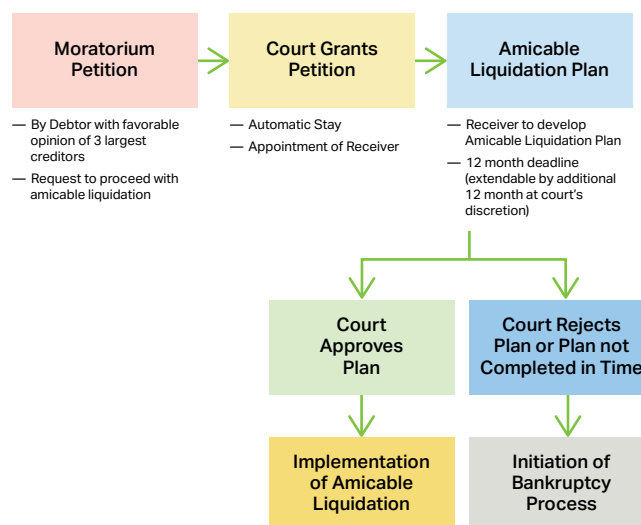 Moratorium
Petition
Court Grants
Petition
Amicable
Liquidation Plan
— By Debtor with favorable
opinion of 3 largest
creditors
— Request to proceed with
amicable liquidation
— Automatic Stay
— Appointment of Receiver
— Receiver to develop
Amicable Liquidation Plan
— 12 month deadline
(extendable by additional
12 month at court's
discretion)
Court
Approves
Plan
Court Rejects
Plan or Plan not
Completed in Time
Implementation
of Amicable
Liquidation
Initiation of
Bankruptcy
Process